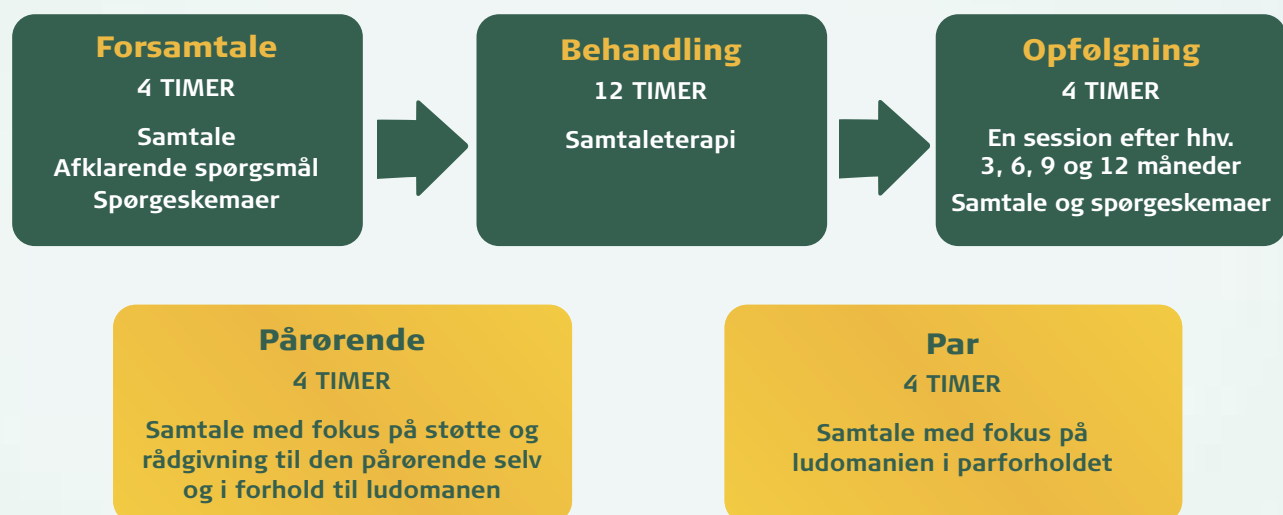 Forsamtale
4 TIMER
Samtale
Afklarende spørgsmål
Spørgeskemaer
Behandling
12 TIMER
Samtaleterapi
Opfølgning
4 TIMER
En session efter hhv.
3, 6, 9 og 12 måneder
Samtale og spørgeskemaer
Pårørende
4 TIMER
Samtale med fokus på støtte og
rådgivning til den pårørende selv
og i forhold til ludomanen
Par
4 TIMER
Samtale med fokus på
ludomanien i parforholdet